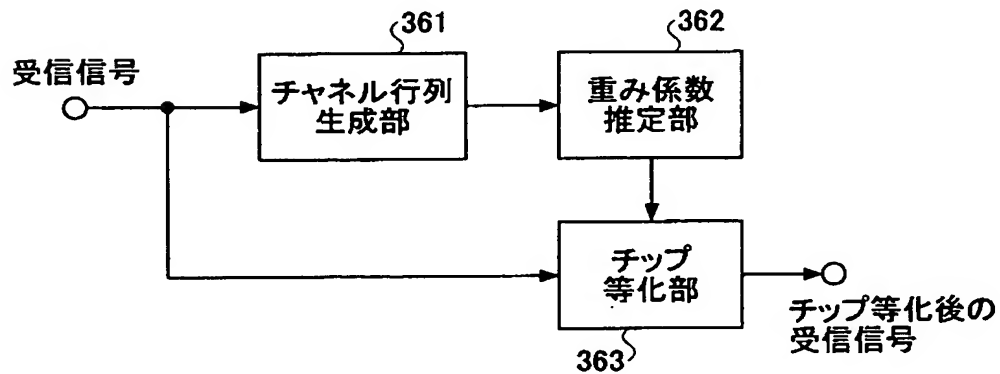 361
362
受信信号
チャネル行列
生成部
重み係数
推定部
チップ
等化部
チップ等化後の
受信信号
363